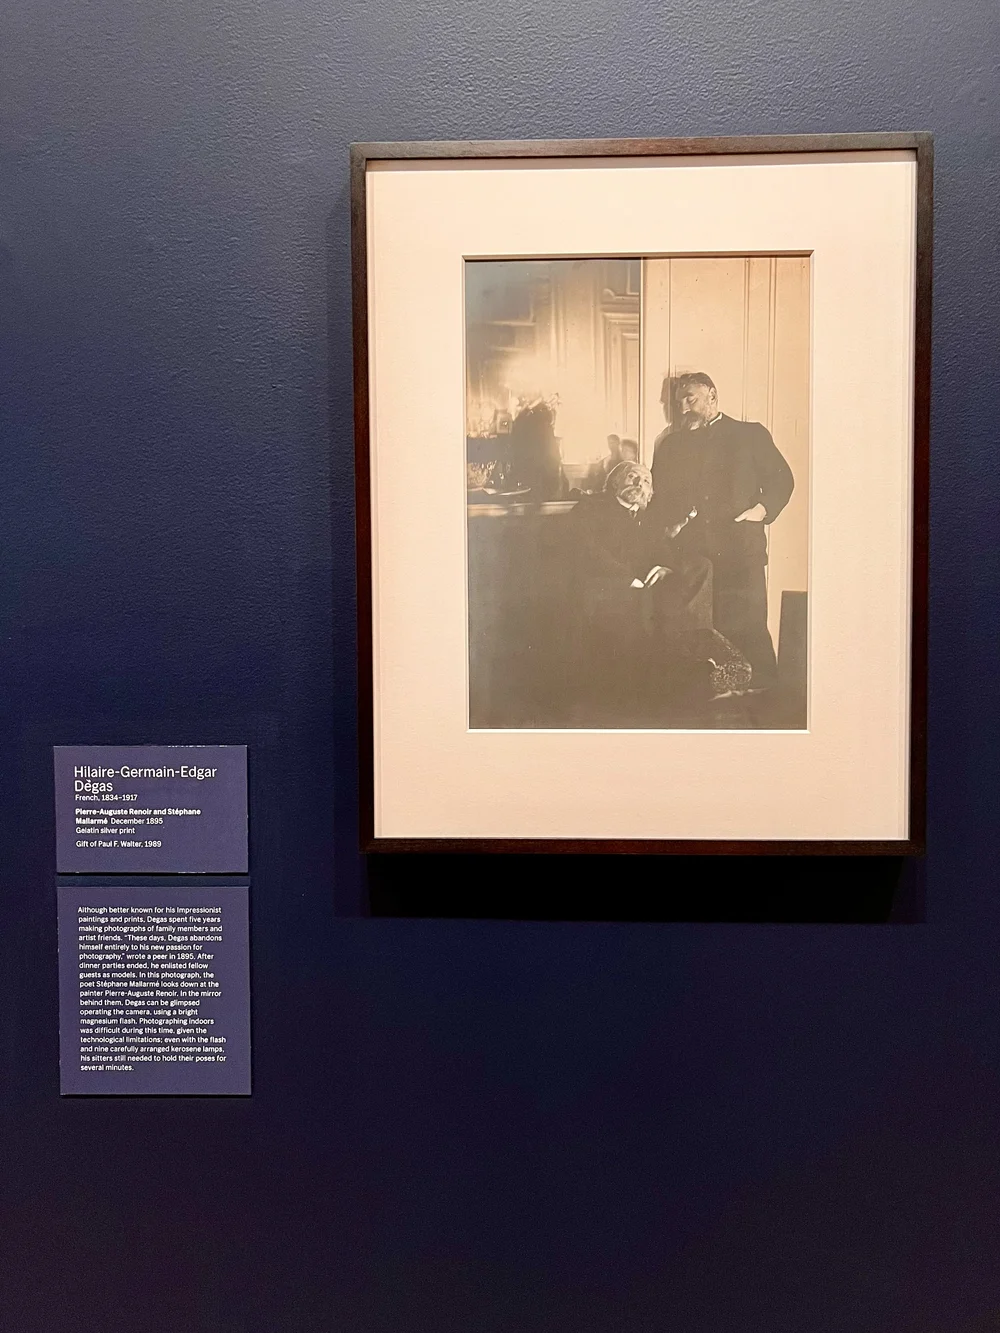 Hilaire-Germain-Edgar
Dègas
French, 1834–1917
Pierre-Auguste Renoir and Stéphane
Mallarmé December 1895
Gelatin silver print
Gift of Paul F. Walter, 1989
Although better known for his Impressionist
paintings and prints, Degas spent five years
making photographs of family members and
artist friends. “These days, Degas abandons
himself entirely to his new passion for
photography,” wrote a peer in 1895. After
dinner parties ended, he enlisted fellow
guests as models. In this photograph, the
poet Stéphane Mallarmé looks down at the
painter Pierre-Auguste Renoir. In the mirror
behind them, Degas can be glimpsed
operating the camera, using a bright
magnesium flash. Photographing indoors
was difficult during this time, given the
technological limitations; even with the flash
and nine carefully arranged kerosene lamps,
his sitters still needed to hold their poses for
several minutes.